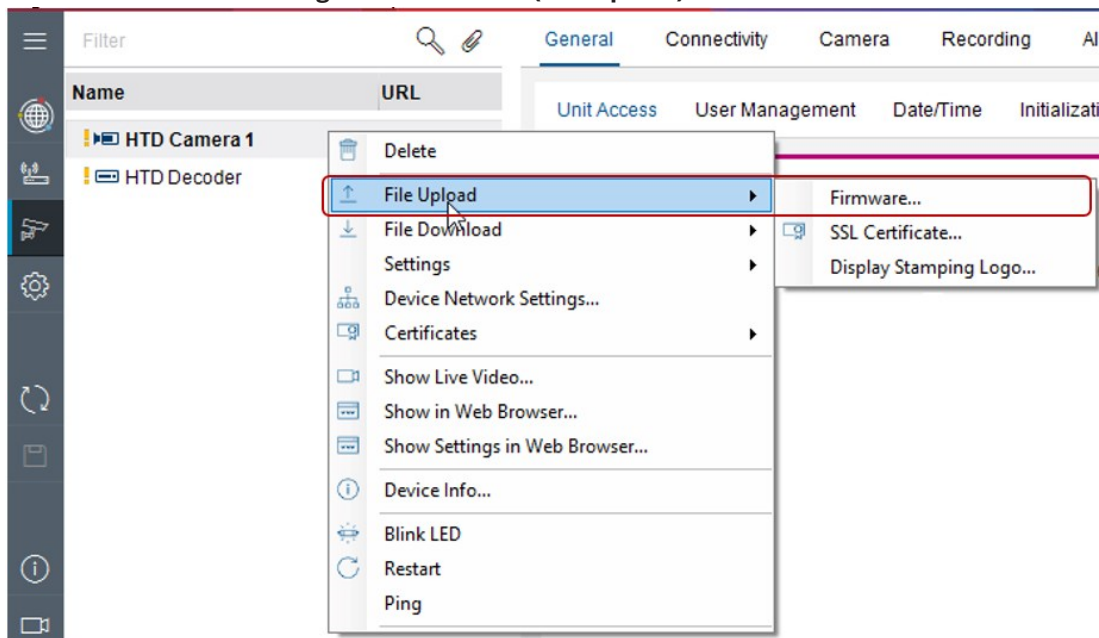 Filter
General Connectivity Camera Recording Al
Name URL
Unit Access User Management Date/Time Initializati
HTD Camera 1
HTD Decoder
Delete
File Upload
Firmware...
File Download
SSL Certificate...
Settings
Display Stamping Logo...
Device Network Settings...
Certificates
Show Live Video...
Show in Web Browser...
Show Settings in Web Browser...
Device Info...
Blink LED
Restart
Ping